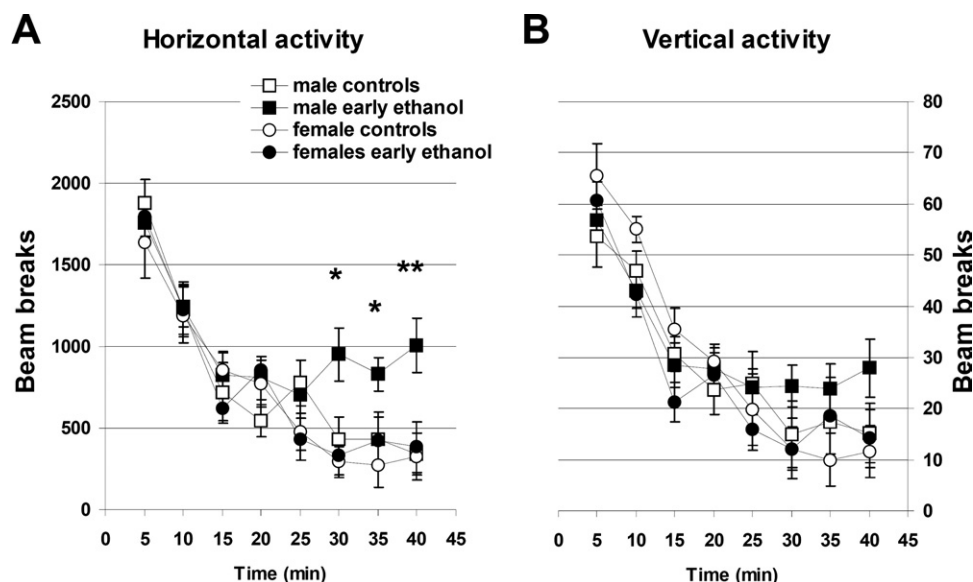 A
Horizontal activity
B
Vertical activity
male controls
male early ethanol
female controls
females early ethanol
2500
2000
1500
1000
500
0
Beam breaks
*
*
**
0 5 10 15 20 25 30 35 40 45
Time (min)
80
70
60
50
40
30
20
10
0
Beam breaks
0 5 10 15 20 25 30 35 40 45
Time (min)